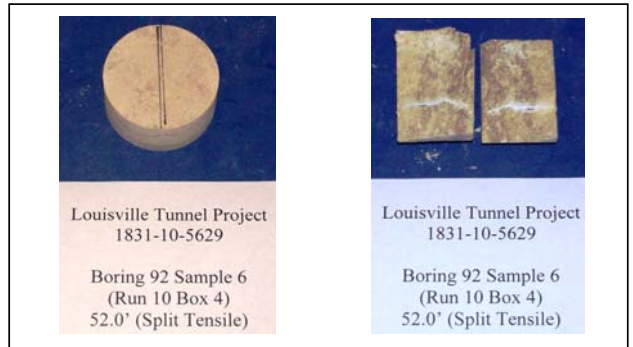 Louisville Tunnel Project
1831-10-5629
Boring 92 Sample 6
(Run 10 Box 4)
52.0’ (Split Tensile)
Louisville Tunnel Project
1831-10-5629
Boring 92 Sample 6
(Run 10 Box 4)
52.0’ (Split Tensile)